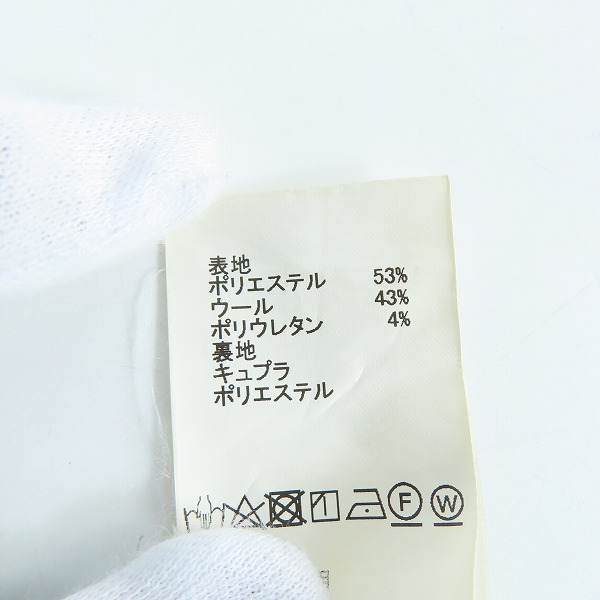 表地
ポリエステル 53%
ウール 43%
ポリウレタン 4%
裏地
キュプラ
ポリエステル
F W